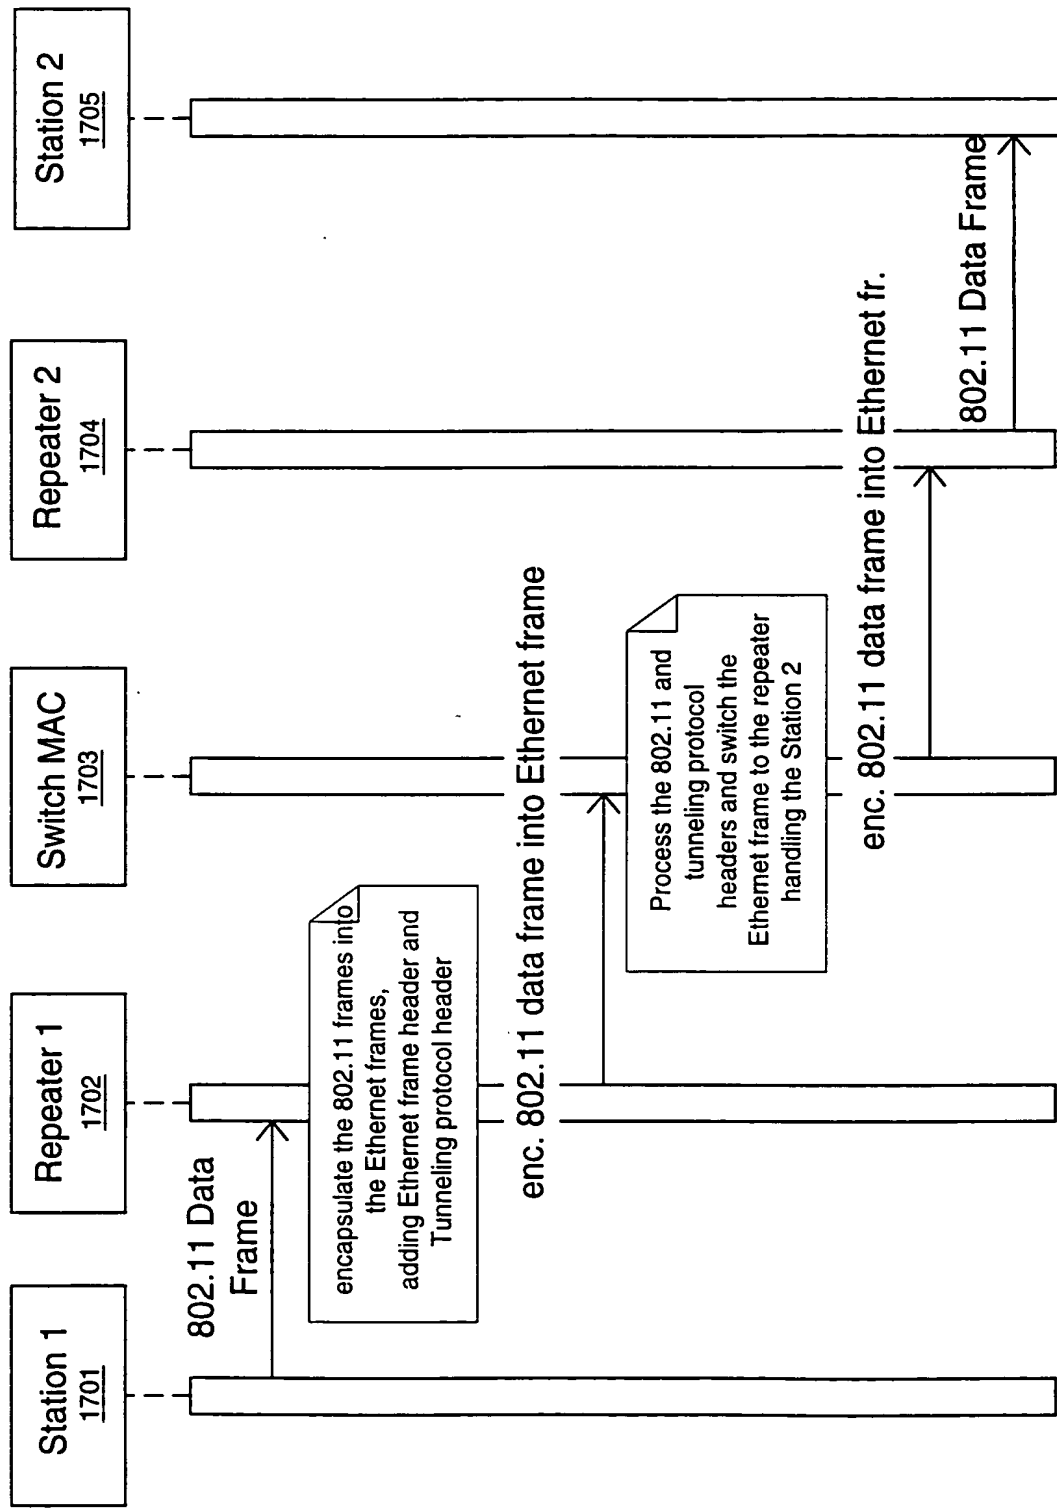 Station 1
1701
Repeater 1
1702
Switch MAC
1703
Repeater 2
1704
Station 2
1705
802.11 Data
Frame
encapsulate the 802.11 frames into
the Ethernet frames,
adding Ethernet frame header and
Tunneling protocol header
enc. 802.11 data frame into Ethernet frame
Process the 802.11 and
tunneling protocol
headers and switch the
Ethernet frame to the repeater
handling the Station 2
enc. 802.11 data frame into Ethernet fr.
802.11 Data Frame